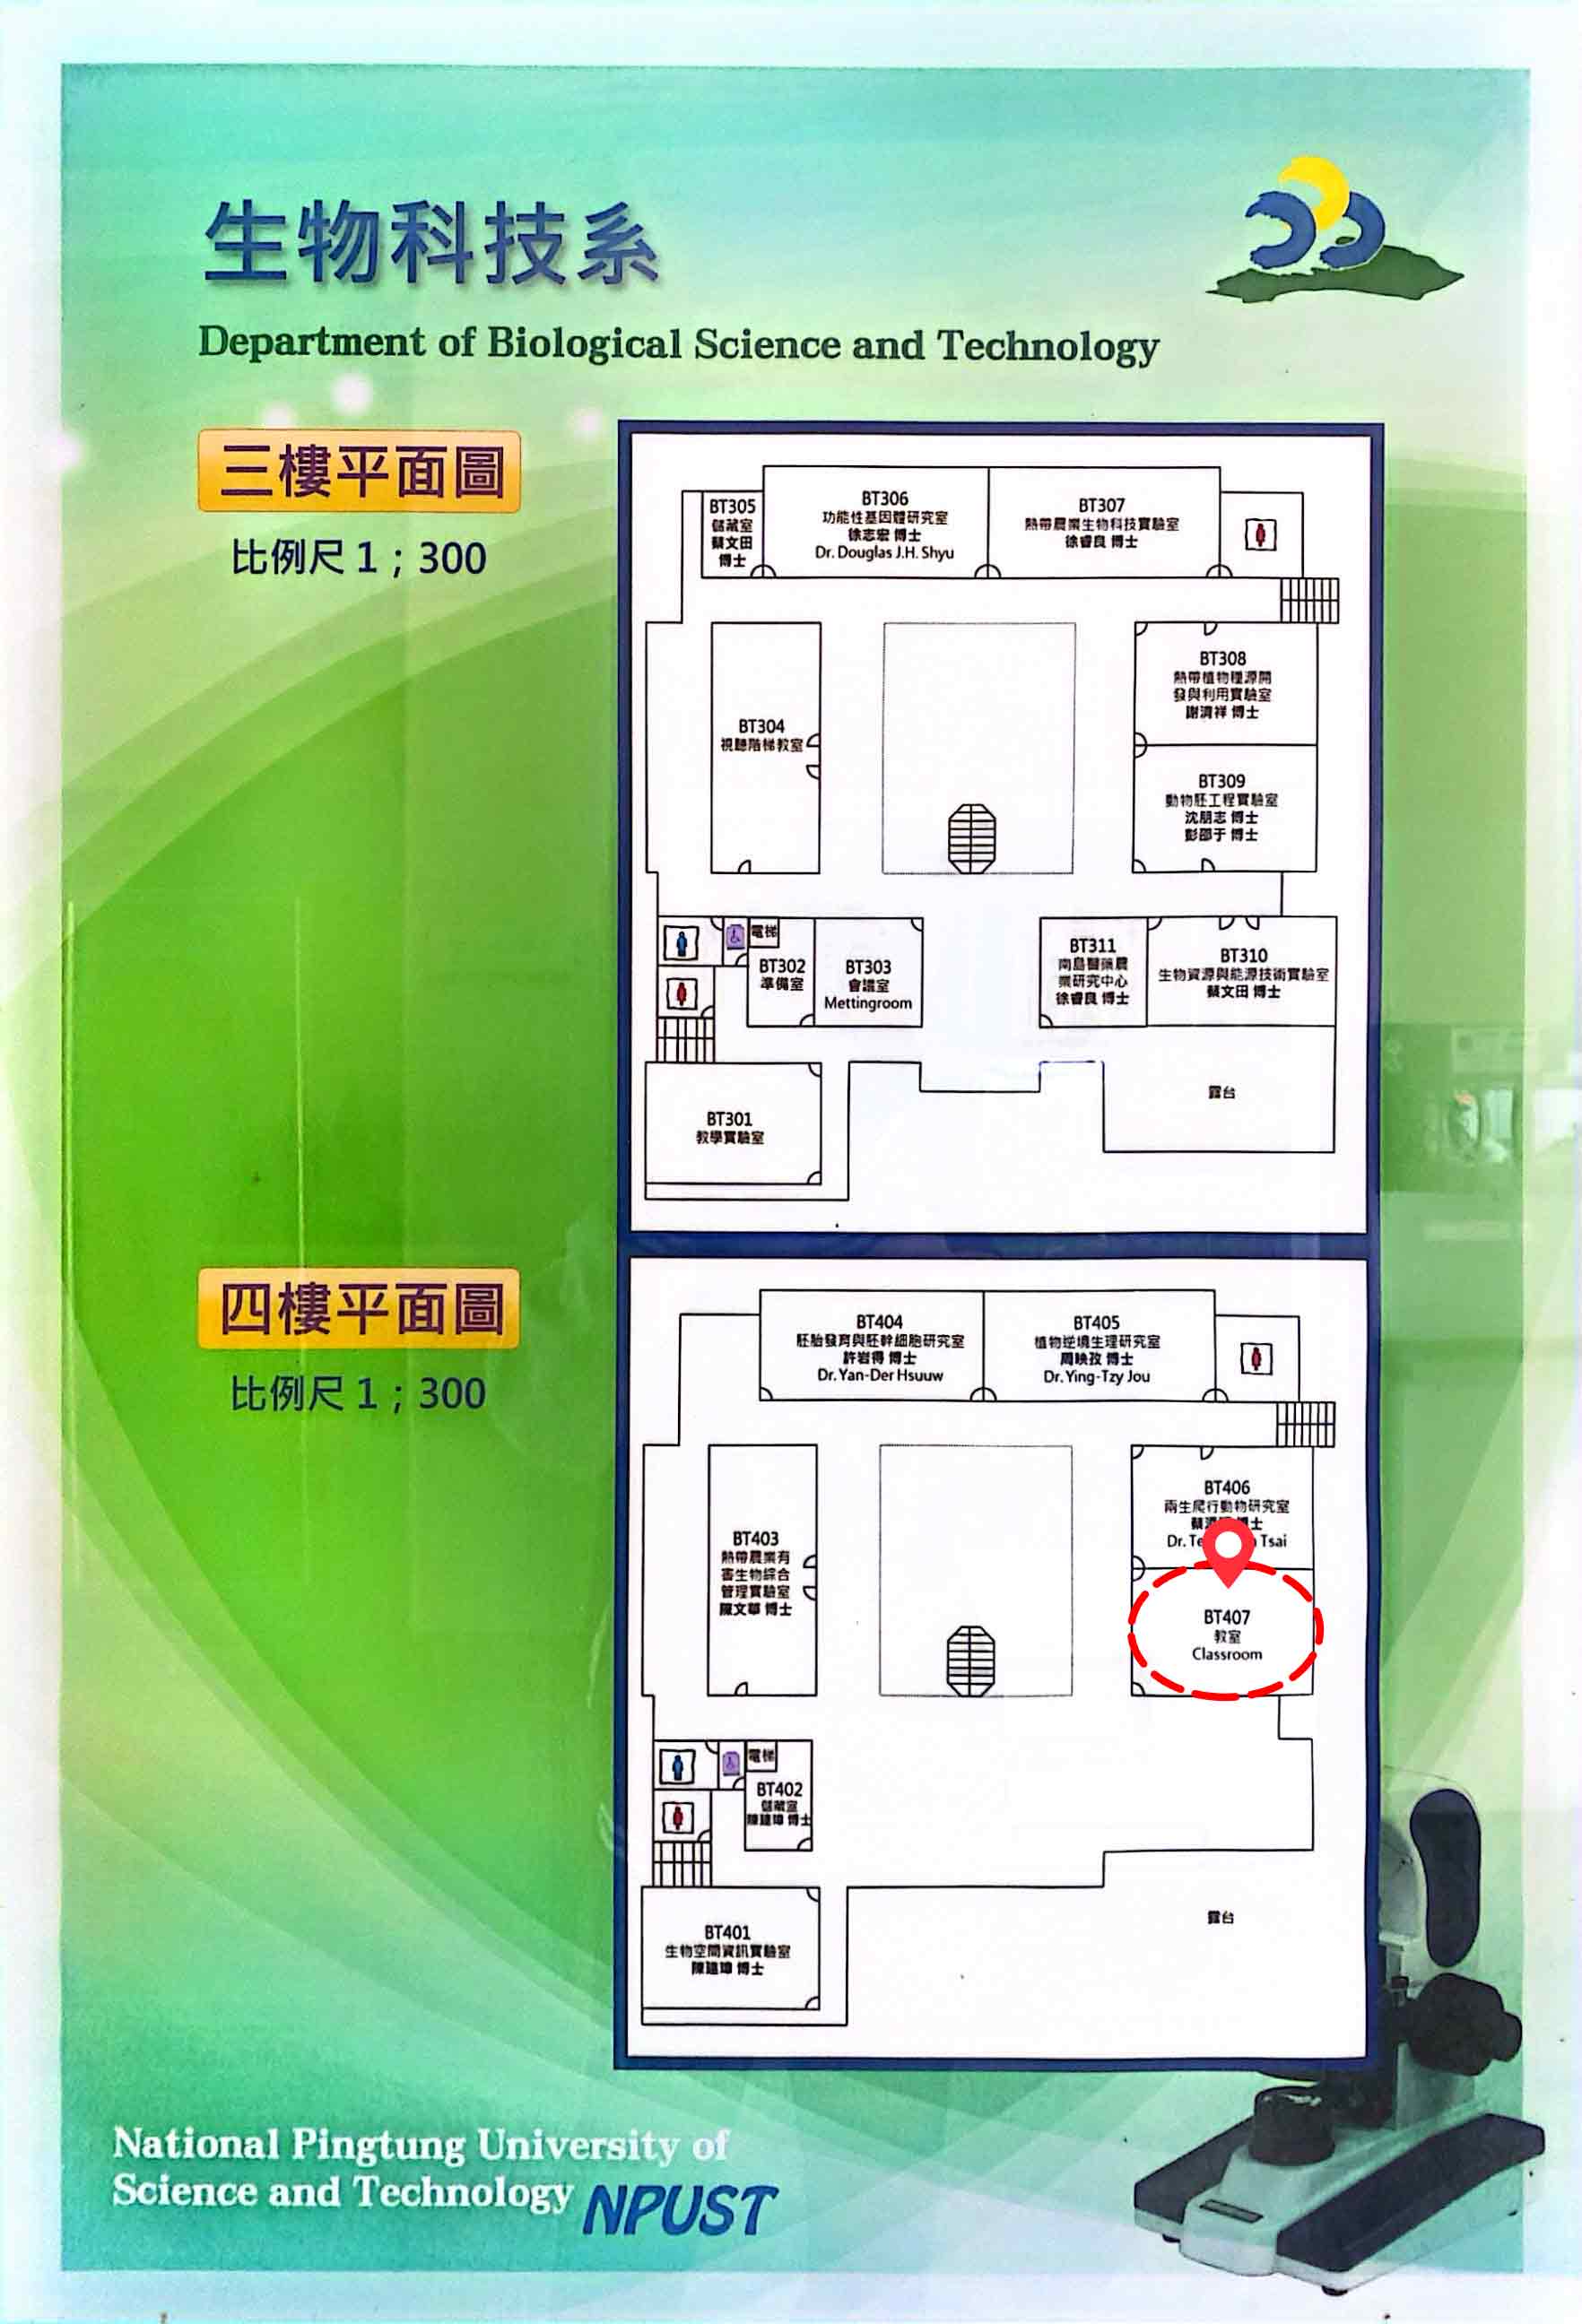 生物科技系
Department of Biological Science and Technology
三樓平面圖
比例尺 1；300
BT305
儲藏室
蔡文田
博士
BT306
功能性基因體研究室
徐志宏 博士
Dr. Douglas J.H. Shyu
BT307
熱帶農業生物科技實驗室
徐睿良 博士
BT304
視聽階梯教室
BT308
熱帶植物種源開
發與利用實驗室
謝清祥 博士
BT309
動物胚工程實驗室
沈朋志 博士
彭劭于 博士
電梯
BT302
準備室
BT303
會議室
Mettingroom
BT311
南島醫藥農
業研究中心
徐睿良 博士
BT310
生物資源與能源技術實驗室
蔡文田 博士
BT301
教學實驗室
露台
四樓平面圖
比例尺 1；300
BT404
胚胎發育與胚幹細胞研究室
許岩得 博士
Dr. Yan-Der Hsuuw
BT405
植物逆境生理研究室
周映孜 博士
Dr. Ying-Tzy Jou
BT403
熱帶農業有
害生物綜合
管理實驗室
陳文華 博士
BT406
兩生爬行動物研究室
蔡 博士
Dr. Tsai
BT407
教室
Classroom
電梯
BT402
儲藏室
陳建璋 博士
BT401
生物空間資訊實驗室
陳建璋 博士
露台
National Pingtung University of
Science and Technology NPUST